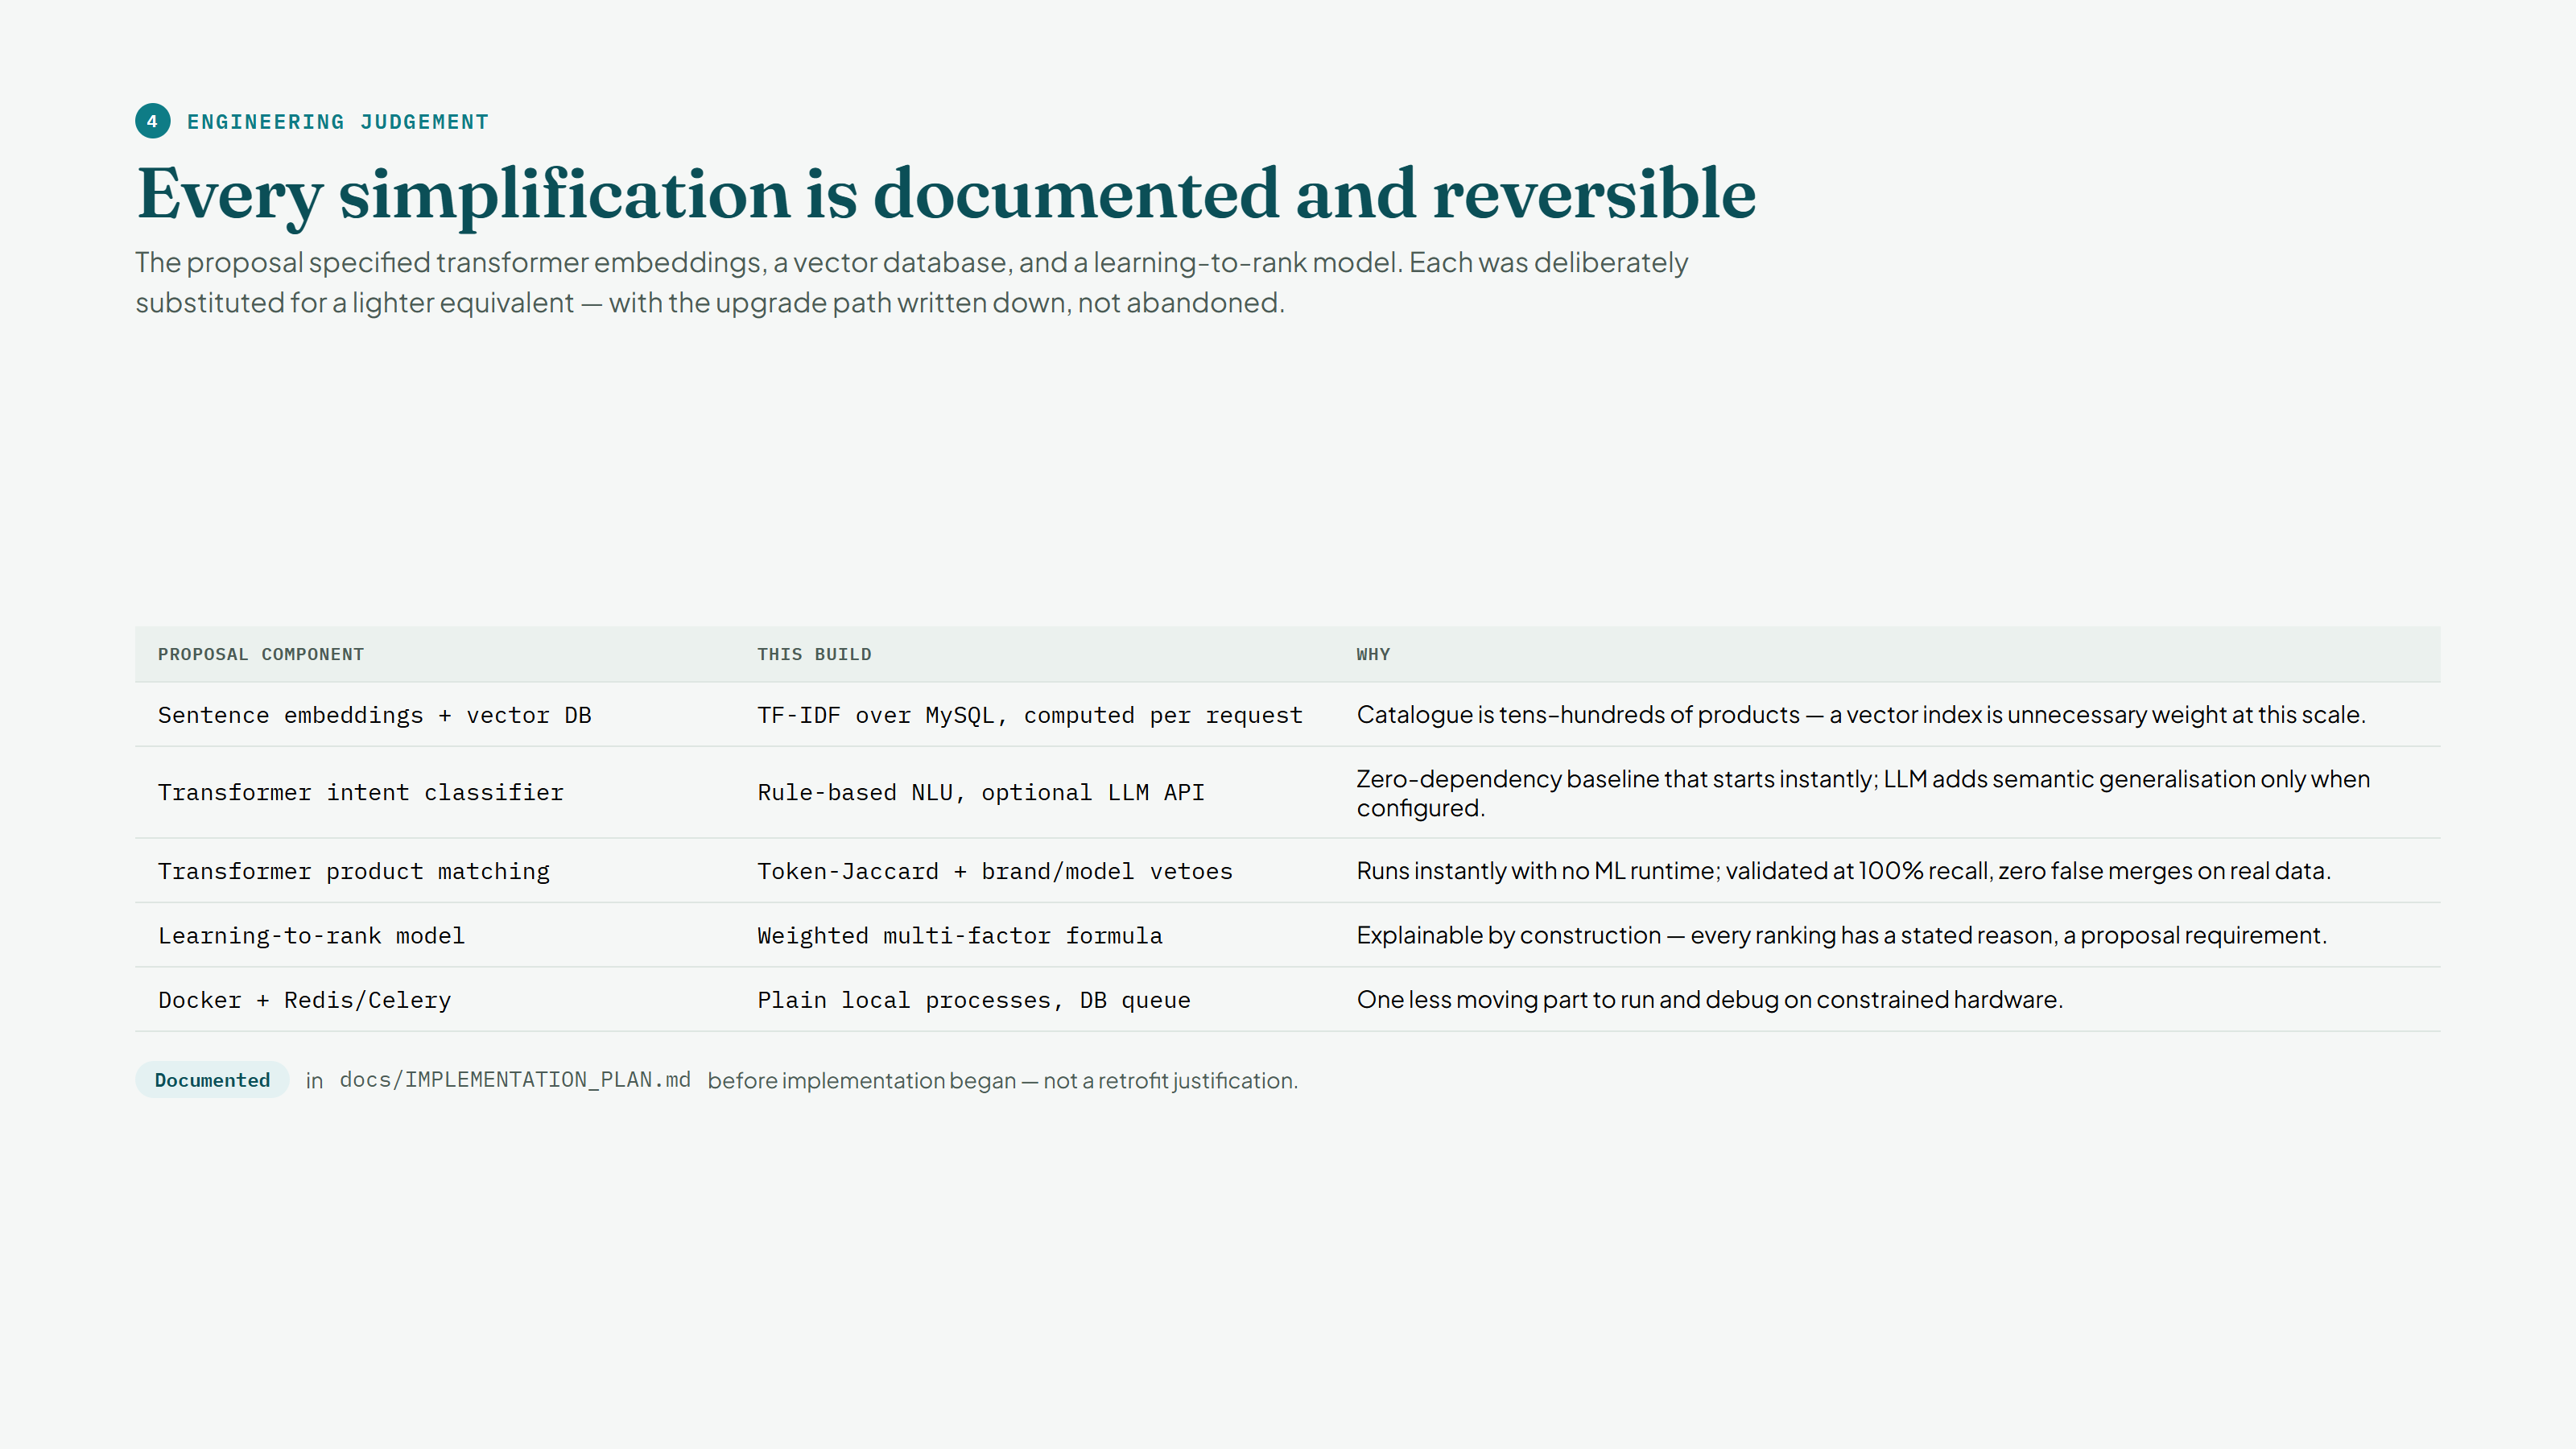 4 ENGINEERING JUDGEMENT
Every simplification is documented and reversible
The proposal specified transformer embeddings, a vector database, and a learning-to-rank model. Each was deliberately
substituted for a lighter equivalent — with the upgrade path written down, not abandoned.
PROPOSAL COMPONENT THIS BUILD WHY
Sentence embeddings + vector DB TF-IDF over MySQL, computed per request Catalogue is tens–hundreds of products — a vector index is unnecessary weight at this scale.
Transformer intent classifier Rule-based NLU, optional LLM API Zero-dependency baseline that starts instantly; LLM adds semantic generalisation only when
configured.
Transformer product matching Token-Jaccard + brand/model vetoes Runs instantly with no ML runtime; validated at 100% recall, zero false merges on real data.
Learning-to-rank model Weighted multi-factor formula Explainable by construction — every ranking has a stated reason, a proposal requirement.
Docker + Redis/Celery Plain local processes, DB queue One less moving part to run and debug on constrained hardware.
Documented in docs/IMPLEMENTATION_PLAN.md before implementation began — not a retrofit justification.